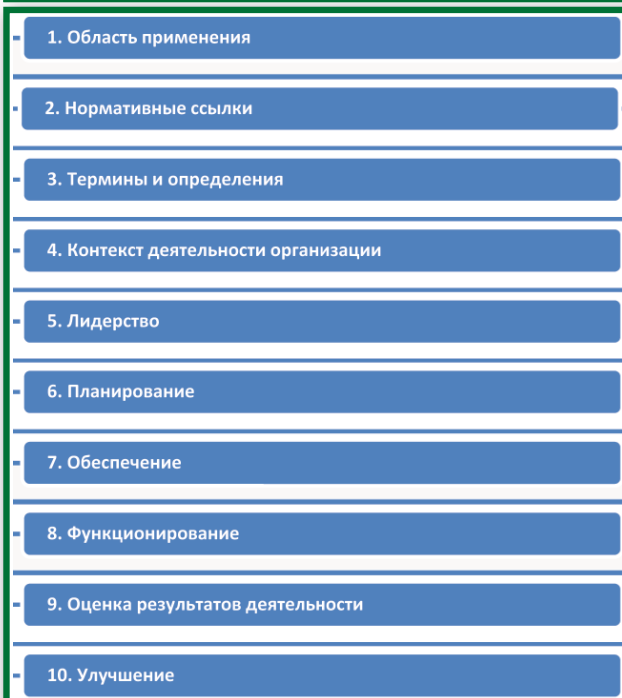 1. Область применения
2. Нормативные ссылки
3. Термины и определения
4. Контекст деятельности организации
5. Лидерство
6. Планирование
7. Обеспечение
8. Функционирование
9. Оценка результатов деятельности
10. Улучшение